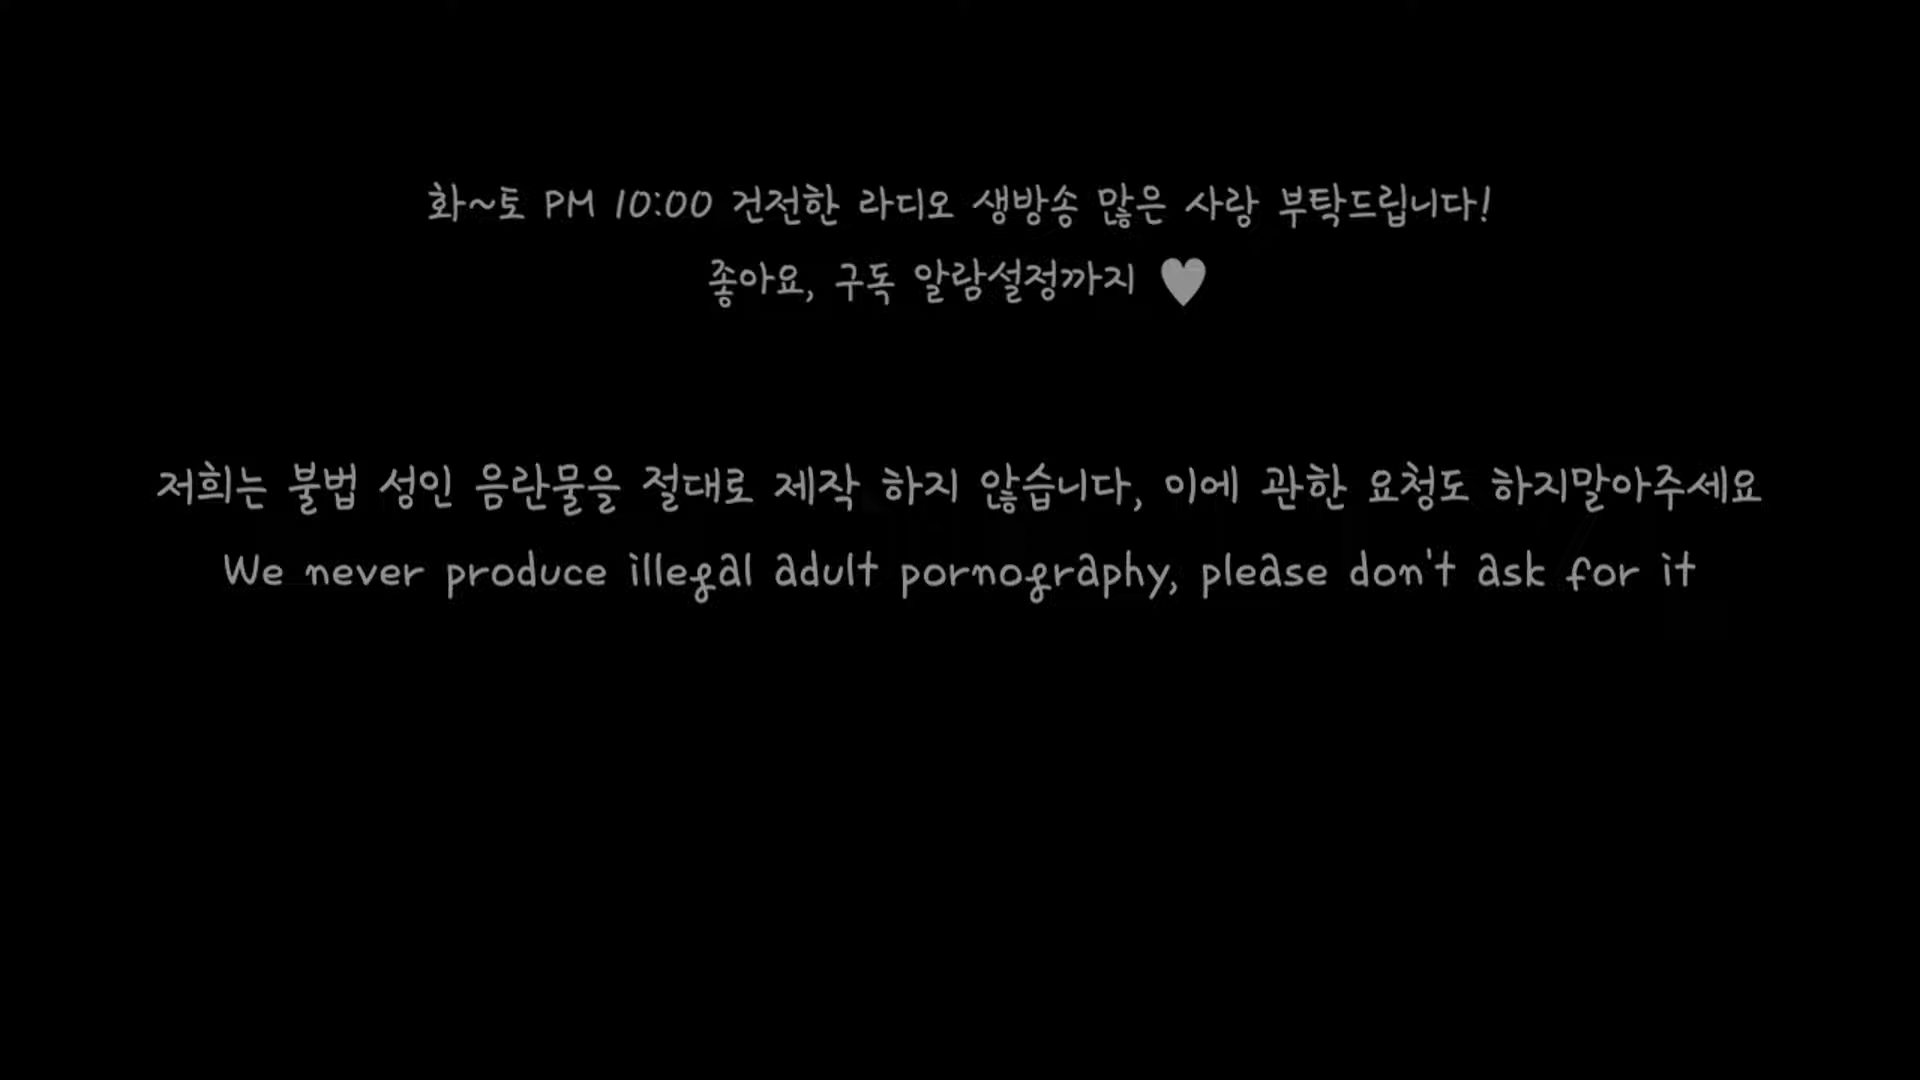 화~토 PM 10:00 건전한 라디오 생방송 많은 사랑 부탁드립니다!
좋아요, 구독 알람설정까지 ♥
저희는 불법 성인 음란물을 절대로 제작 하지 않습니다, 이에 관한 요청도 하지말아주세요
We never produce illegal adult pornography, please don't ask for it